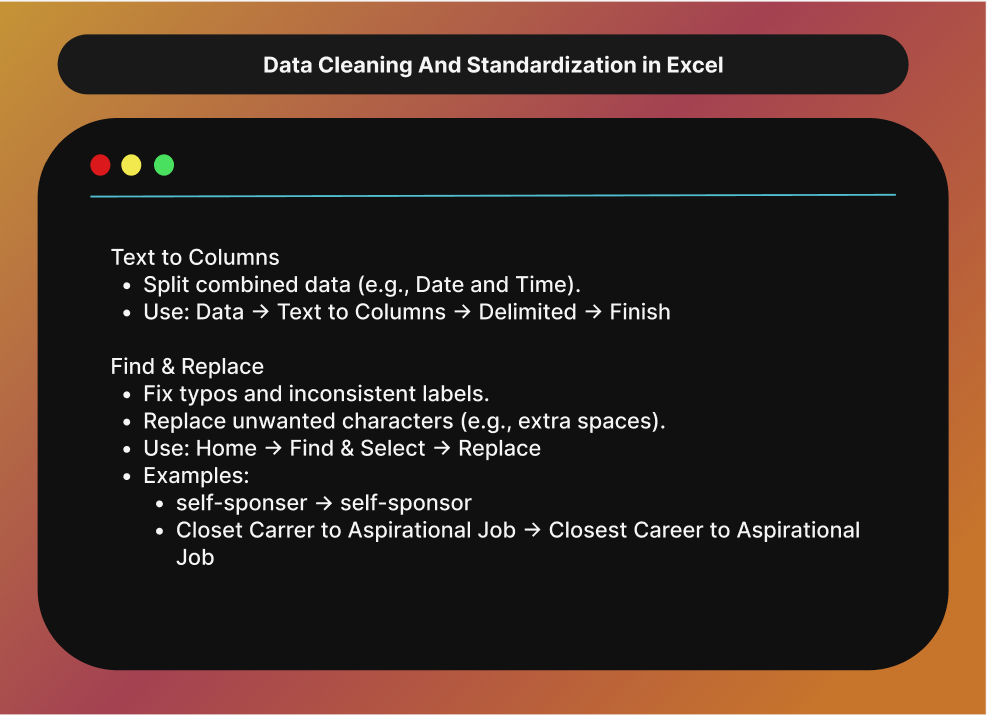 Data Cleaning And Standardization in Excel
Text to Columns
• Split combined data (e.g., Date and Time).
• Use: Data → Text to Columns → Delimited → Finish
Find & Replace
• Fix typos and inconsistent labels.
• Replace unwanted characters (e.g., extra spaces).
• Use: Home → Find & Select → Replace
• Examples:
• self-sponser → self-sponsor
• Closet Carrer to Aspirational Job → Closest Career to Aspirational
Job